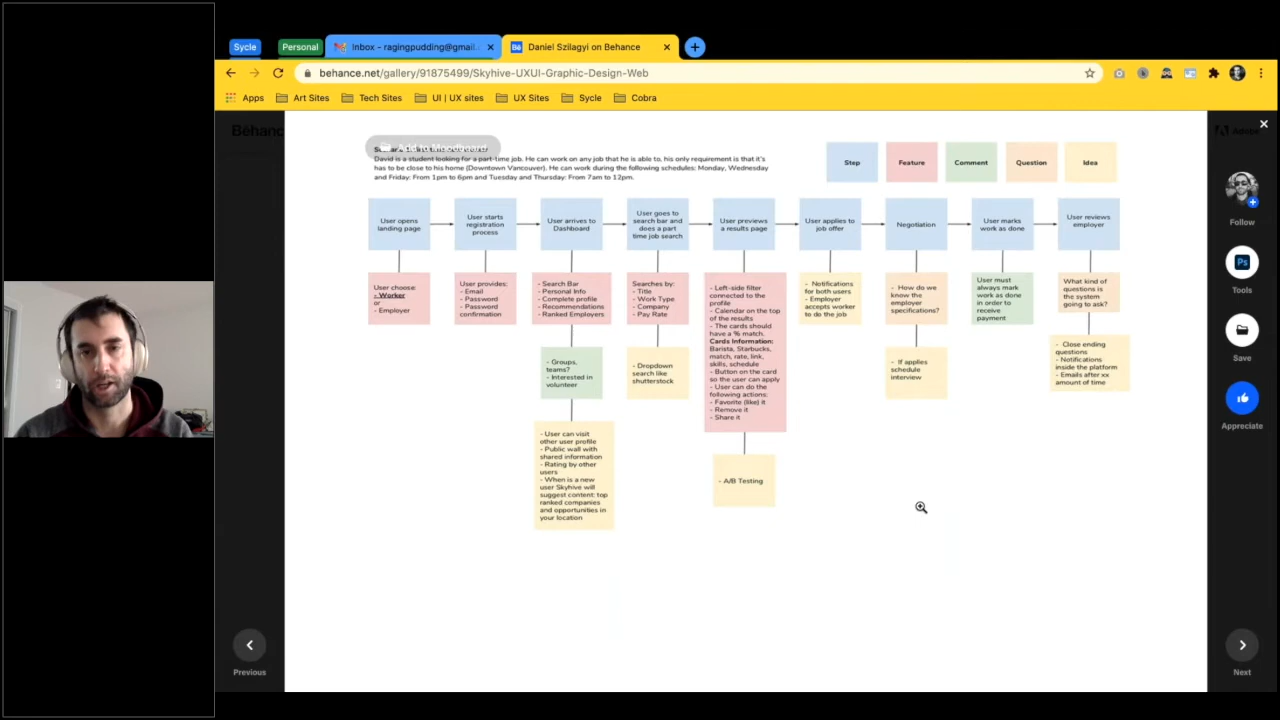 Sycle
Personal
Inbox - ragingpudding@gmail.
Daniel Szilagyi on Behance
behance.net/gallery/91875499/Skyhive-UXUI-Graphic-Design-Web
Apps
Art Sites
Tech Sites
UI | UX sites
UX Sites
Sycle
Cobra
Behanc
Adobe
Add to Moodboard
David is a student looking for a part-time job. He can work on any job that he is able to, his only requirement is that it's
has to be close to his home (Downtown Vancouver). He can work during the following schedules: Monday, Wednesday
and Friday: From 1pm to 6pm and Tuesday and Thursday: From 7am to 12pm.
Step
Feature
Comment
Question
Idea
User opens
landing page
User starts
registration
process
User arrives to
Dashboard
User goes to
search bar and
does a part
time job search
User previews
a results page
User applies to
job offer
Negotiation
User marks
work as done
User reviews
employer
User choose:
- Worker
or
- Employer
User provides:
- Email
- Password
- Password
confirmation
- Search Bar
- Personal Info
- Complete profile
- Recommendations
- Ranked Employers
Searches by:
- Title
- Work Type
- Company
- Pay Rate
- Left-side filter
connected to the
profile
- Calendar on the top
of the results
- The cards should
have a % match.
Cards Information:
Barista, Starbucks,
match, rate, link,
skills, schedule
- Button on the card
so the user can apply
- User can do the
following actions:
- Favorite (like) it
- Remove it
- Share it
- Notifications
for both users
- Employer
accepts worker
to do the job
- How do we
know the
employer
specifications?
User must
always mark
work as done
in order to
receive
payment
What kind of
questions is
the system
going to ask?
- Groups,
teams?
- Interested in
volunteer
- Dropdown
search like
shutterstock
- If applies
schedule
interview
- Close ending
questions
- Notifications
inside the platform
- Emails after xx
amount of time
- User can visit
other user profile
- Public wall with
shared information
- Rating by other
users
- When is a new
user Skyhive will
suggest content: top
ranked companies
and opportunities in
your location
- A/B Testing
Follow
Ps
Tools
Save
Appreciate
Previous
Next